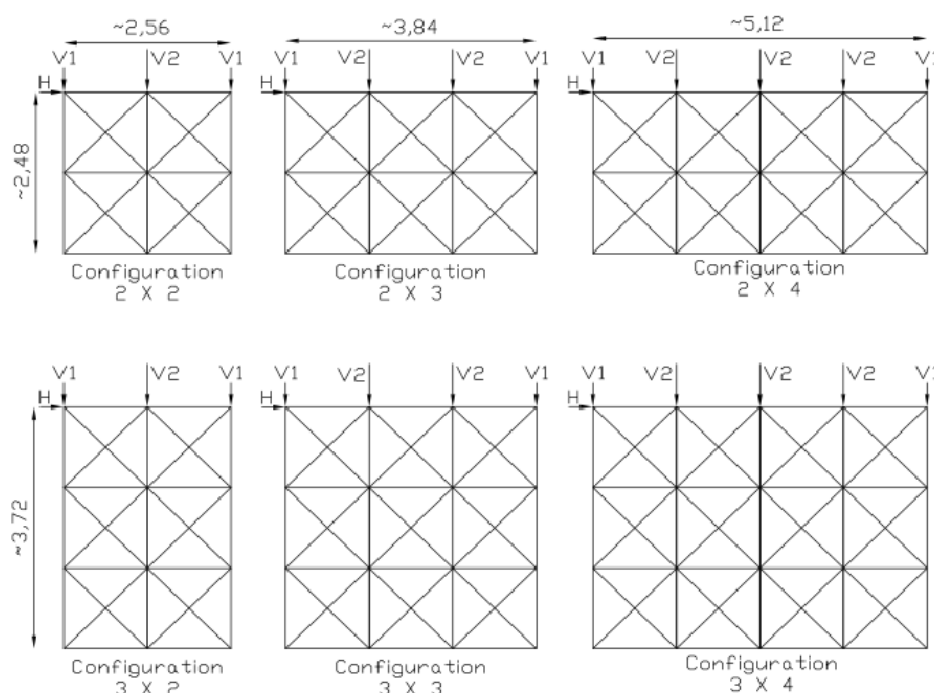 ~2,56 ~3,84 ~5,12
V1 V2 V1 V1 V2 V2 V1 V1 V2 V2 V2 V1
H H H
~2,48
Configuration Configuration Configuration
2 X 2 2 X 3 2 X 4
V1 V2 V1 V1 V2 V2 V1 V1 V2 V2 V2 V1
H H H
~3,72
Configuration Configuration Configuration
3 X 2 3 X 3 3 X 4